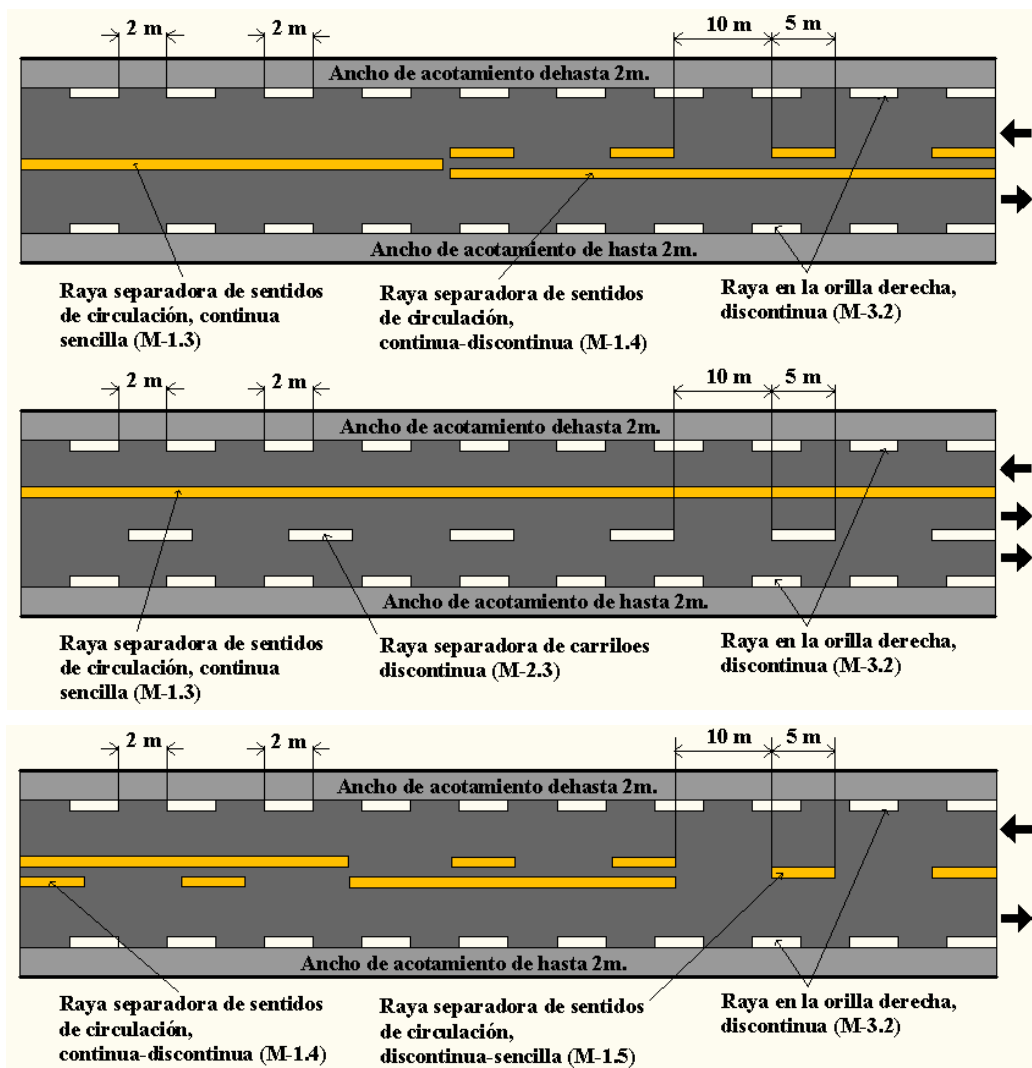 2 m 2 m 10 m 5 m
Ancho de acotamiento dehasta 2m.
Ancho de acotamiento de hasta 2m.
Raya separadora de sentidos
de circulación, continua
sencilla (M-1.3)
Raya separadora de sentidos
de circulación,
continua-discontinua (M-1.4)
Raya en la orilla derecha,
discontinua (M-3.2)
2 m 2 m 10 m 5 m
Ancho de acotamiento dehasta 2m.
Ancho de acotamiento de hasta 2m.
Raya separadora de sentidos
de circulación, continua
sencilla (M-1.3)
Raya separadora de carriloes
discontinua (M-2.3)
Raya en la orilla derecha,
discontinua (M-3.2)
2 m 2 m 10 m 5 m
Ancho de acotamiento dehasta 2m.
Ancho de acotamiento de hasta 2m.
Raya separadora de sentidos
de circulación,
continua-discontinua (M-1.4)
Raya separadora de sentidos
de circulación,
discontinua-sencilla (M-1.5)
Raya en la orilla derecha,
discontinua (M-3.2)